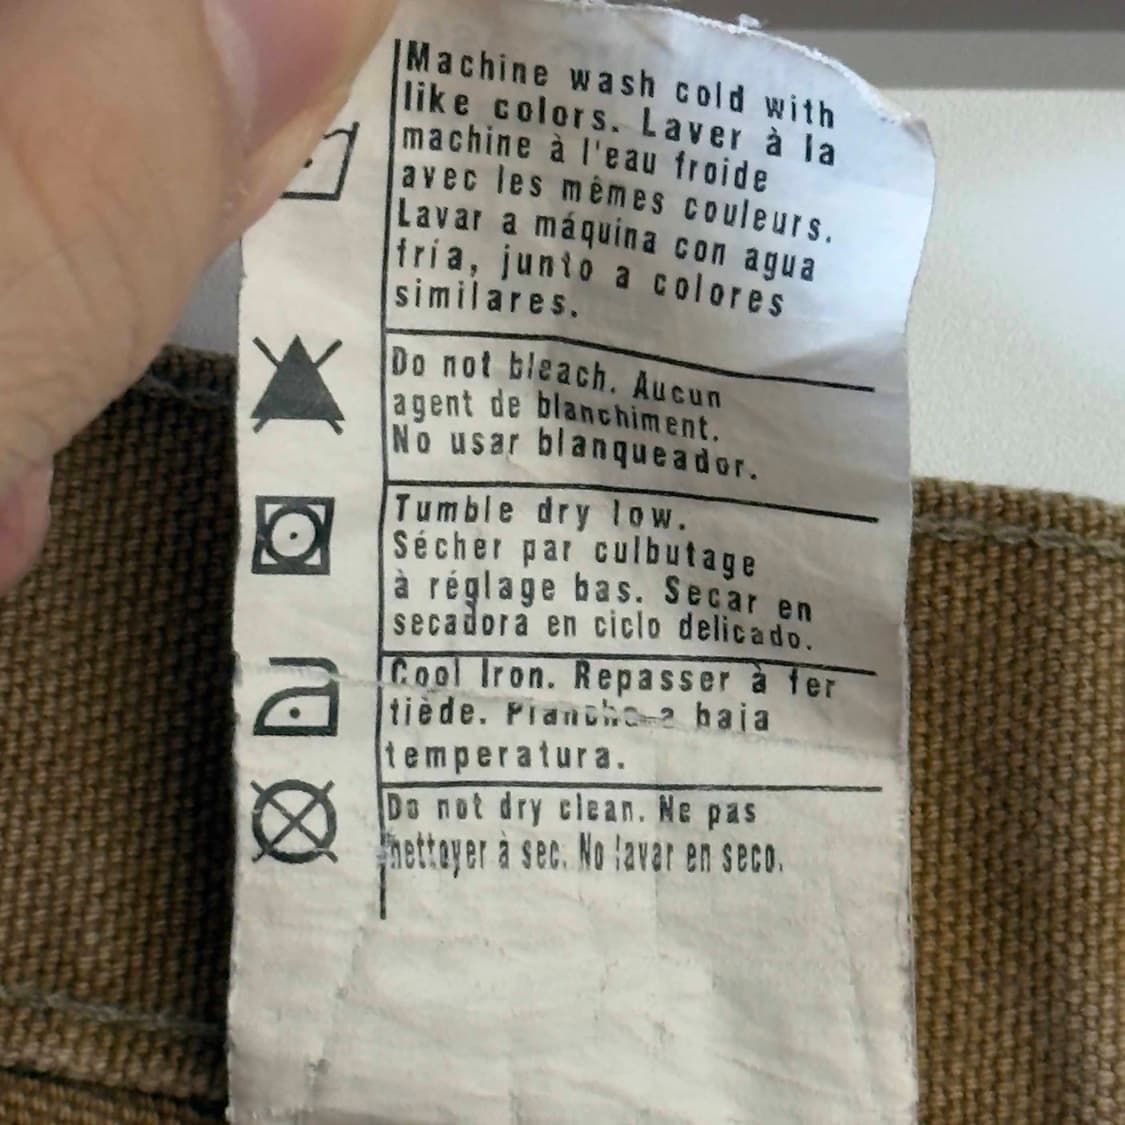 Machine wash cold with
like colors. Laver à la
machine à l'eau froide
avec les mêmes couleurs.
Lavar a máquina con agua
fría, junto a colores
similares.
Do not bleach. Aucun
agent de blanchiment.
No usar blanqueador.
Tumble dry low.
Sécher par culbutage
à réglage bas. Secar en
secadora en ciclo delicado.
Cool Iron. Repasser à fer
tiède. Planche a baja
temperatura.
Do not dry clean. Ne pas
nettoyer à sec. No lavar en seco.